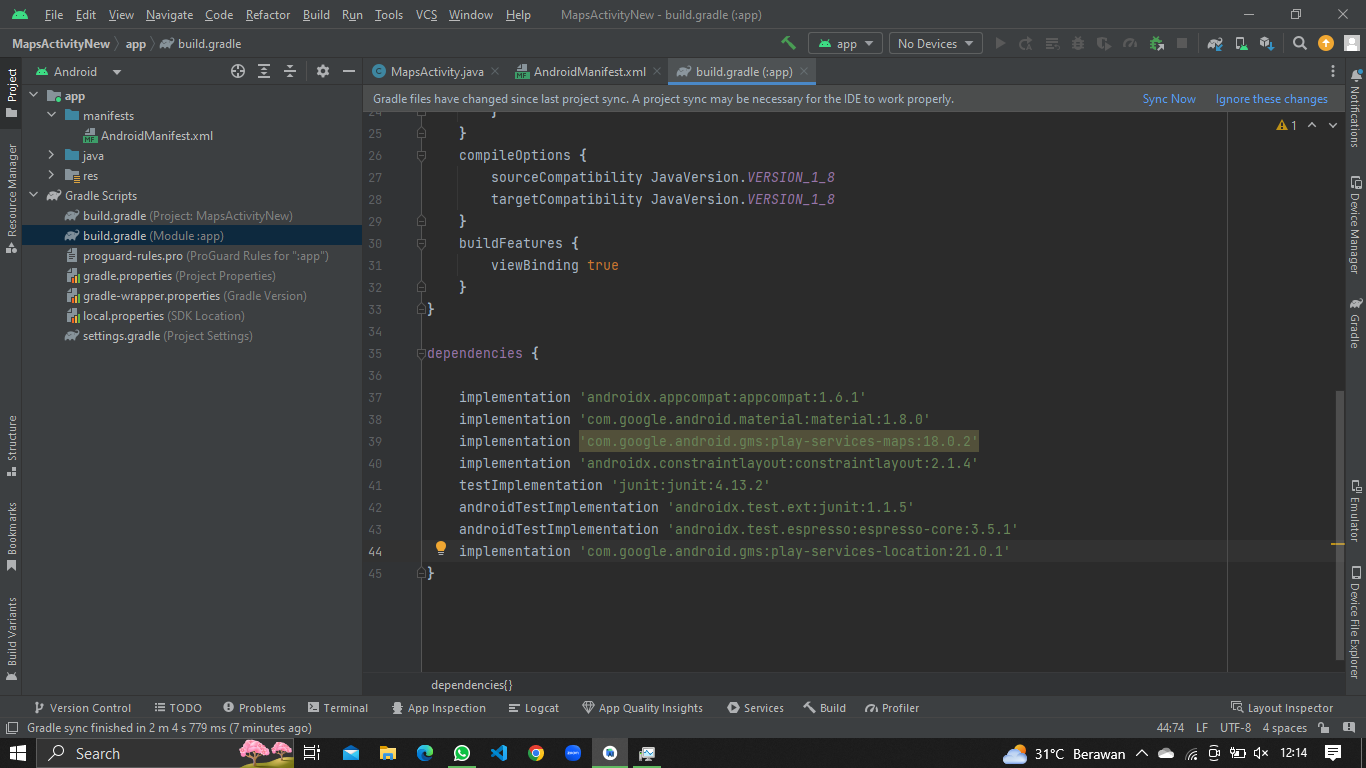 File Edit View Navigate Code Refactor Build Run Tools VCS Window Help MapsActivityNew - build.gradle (:app)
MapsActivityNew app build.gradle app No Devices
Project
Android
MapsActivity.java AndroidManifest.xml build.gradle (:app)
Gradle files have changed since last project sync. A project sync may be necessary for the IDE to work properly. Sync Now Ignore these changes
app
manifests
AndroidManifest.xml
java
res
Gradle Scripts
build.gradle (Project: MapsActivityNew)
build.gradle (Module :app)
proguard-rules.pro (ProGuard Rules for ":app")
gradle.properties (Project Properties)
gradle-wrapper.properties (Gradle Version)
local.properties (SDK Location)
settings.gradle (Project Settings)
Resource Manager
Structure
Bookmarks
Build Variants
1
24 }
25 }
26 compileOptions {
27 sourceCompatibility JavaVersion.VERSION_1_8
28 targetCompatibility JavaVersion.VERSION_1_8
29 }
30 buildFeatures {
31 viewBinding true
32 }
33 }
34
35 dependencies {
36
37 implementation 'androidx.appcompat:appcompat:1.6.1'
38 implementation 'com.google.android.material:material:1.8.0'
39 implementation 'com.google.android.gms:play-services-maps:18.0.2'
40 implementation 'androidx.constraintlayout:constraintlayout:2.1.4'
41 testImplementation 'junit:junit:4.13.2'
42 androidTestImplementation 'androidx.test.ext:junit:1.1.5'
43 androidTestImplementation 'androidx.test.espresso:espresso-core:3.5.1'
44 implementation 'com.google.android.gms:play-services-location:21.0.1'
45 }
dependencies{}
Notifications
Device Manager
Gradle
Emulator
Device File Explorer
Version Control TODO Problems Terminal App Inspection Logcat App Quality Insights Services Build Profiler Layout Inspector
Gradle sync finished in 2 m 4 s 779 ms (7 minutes ago) 44:74 LF UTF-8 4 spaces
Search 31°C Berawan 12:14